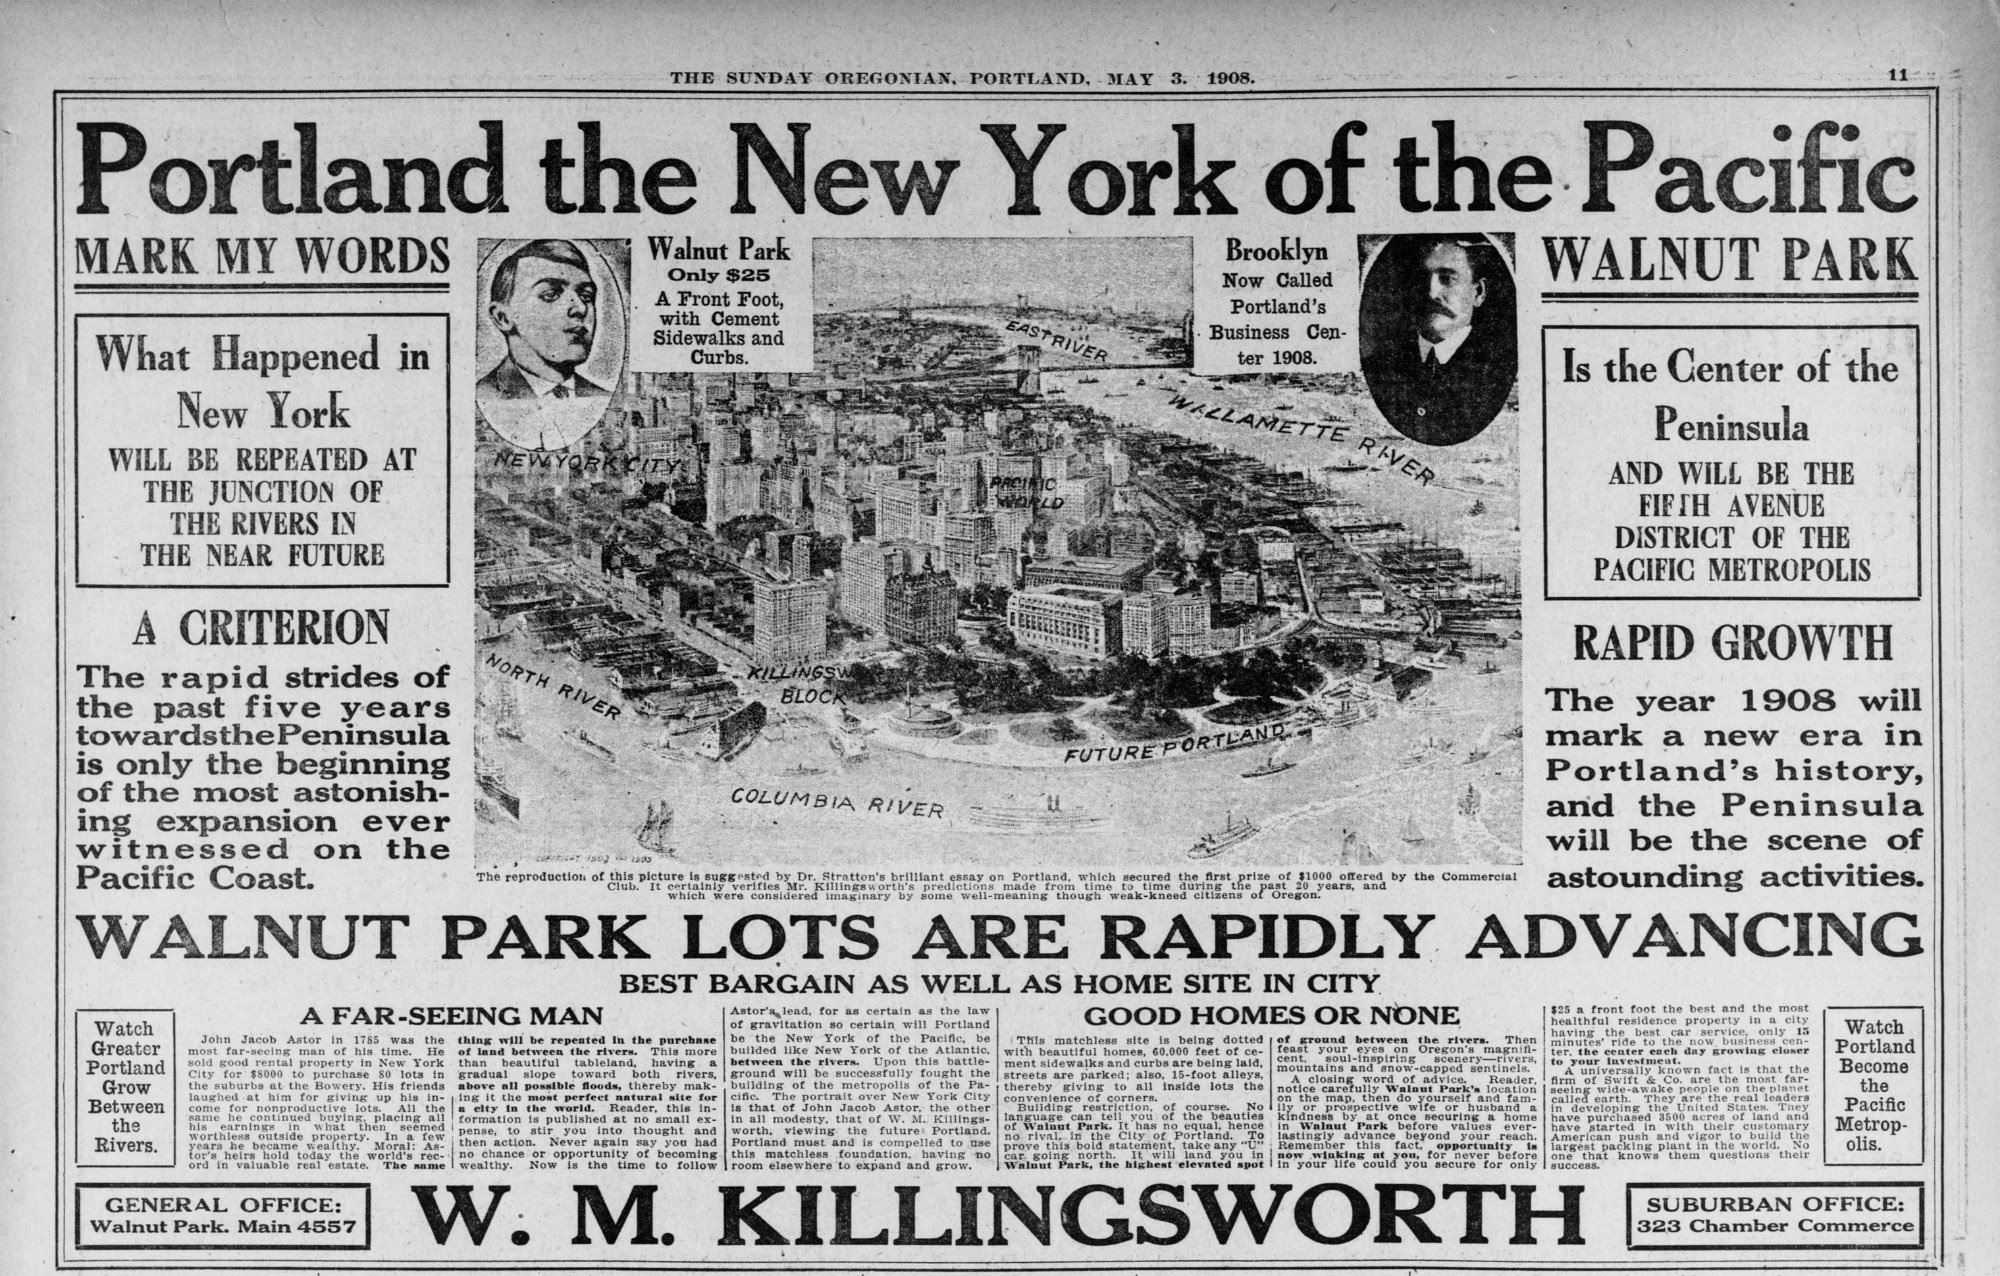 THE SUNDAY OREGONIAN, PORTLAND, MAY 3. 1908.
11
Portland the New York of the Pacific
MARK MY WORDS
What Happened in
New York
WILL BE REPEATED AT
THE JUNCTION OF
THE RIVERS IN
THE NEAR FUTURE
A CRITERION
The rapid strides of
the past five years
towards the Peninsula
is only the beginning
of the most astonish-
ing expansion ever
witnessed on the
Pacific Coast.
Walnut Park
Only $25
A Front Foot,
with Cement
Sidewalks and
Curbs.
Brooklyn
Now Called
Portland's
Business Cen-
ter 1908.
EAST RIVER
WILLAMETTE RIVER
NEW YORK CITY
PACIFIC
WORLD
NORTH RIVER
KILLINGSW
BLOCK
FUTURE PORTLAND
COLUMBIA RIVER
The reproduction of this picture is suggested by Dr. Stratton's brilliant essay on Portland, which secured the first prize of $1000 offered by the Commercial
Club. It certainly verifies Mr. Killingsworth's predictions made from time to time during the past 20 years, and
which were considered imaginary by some well-meaning though weak-kneed citizens of Oregon.
WALNUT PARK
Is the Center of the
Peninsula
AND WILL BE THE
FIFTH AVENUE
DISTRICT OF THE
PACIFIC METROPOLIS
RAPID GROWTH
The year 1908 will
mark a new era in
Portland's history,
and the Peninsula
will be the scene of
astounding activities.
WALNUT PARK LOTS ARE RAPIDLY ADVANCING
BEST BARGAIN AS WELL AS HOME SITE IN CITY
Watch
Greater
Portland
Grow
Between
the
Rivers.
A FAR-SEEING MAN
John Jacob Astor in 1785 was the
most far-seeing man of his time. He
sold good rental property in New York
City for $8000 to purchase 80 lots in
the suburbs at the Bowery. His friends
laughed at him for giving up his in-
come for nonproductive lots. All the
same he continued buying, placing all
his earnings in what then seemed
worthless outside property. In a few
years he became wealthy. Moral: As-
tor's heirs hold today the world's rec-
ord in valuable real estate. The same
thing will be repeated in the purchase
of land between the rivers. This more
than beautiful tableland, having a
gradual slope toward both rivers,
above all possible floods, thereby mak-
ing it the most perfect natural site for
a city in the world. Reader, this in-
formation is published at no small ex-
pense, to stir you into thought and
then action. Never again say you had
no chance or opportunity of becoming
wealthy. Now is the time to follow
Astor's lead, for as certain as the law
of gravitation so certain will Portland
be the New York of the Pacific, be
builded like New York of the Atlantic,
between the rivers. Upon this battle-
ground will be successfully fought the
building of the metropolis of the Pa-
cific. The portrait over New York City
is that of John Jacob Astor, the other
in all modesty, that of W. M. Killings-
worth, viewing the future Portland.
Portland must and is compelled to use
this matchless foundation, having no
room elsewhere to expand and grow.
GOOD HOMES OR NONE
This matchless site is being dotted
with beautiful homes, 60,000 feet of ce-
ment sidewalks and curbs are being laid,
streets are parked; also, 15-foot alleys,
thereby giving to all inside lots the
convenience of corners.
Building restriction, of course. No
language can tell you of the beauties
of Walnut Park. It has no equal, hence
no rival, in the City of Portland. To
prove this bold statement, take any "U"
car going north. It will land you in
Walnut Park, the highest elevated spot
of ground between the rivers. Then
feast your eyes on Oregon's magnifi-
cent, soul-inspiring scenery—rivers,
mountains and snow-capped sentinels.
A closing word of advice. Reader,
notice carefully Walnut Park's location
on the map, then do yourself and fam-
ily or prospective wife or husband a
kindness by at once securing a home
in Walnut Park before values ever-
lastingly advance beyond your reach.
Remember this fact, opportunity is
now winking at you, for never before
in your life could you secure for only
$25 a front foot the best and the most
healthful residence property in a city
having the best car service, only 15
minutes' ride to the now business cen-
ter, the center each day growing closer
to your investment.
A universally known fact is that the
firm of Swift & Co. are the most far-
seeing wide-awake people on the planet
called earth. They are the real leaders
in developing the United States. They
have purchased 3500 acres of land and
have started in with their customary
American push and vigor to build the
largest packing plant in the world. No
one that knows them questions their
success.
Watch
Portland
Become
the
Pacific
Metrop-
olis.
GENERAL OFFICE:
Walnut Park. Main 4557
W. M. KILLINGSWORTH
SUBURBAN OFFICE:
323 Chamber Commerce